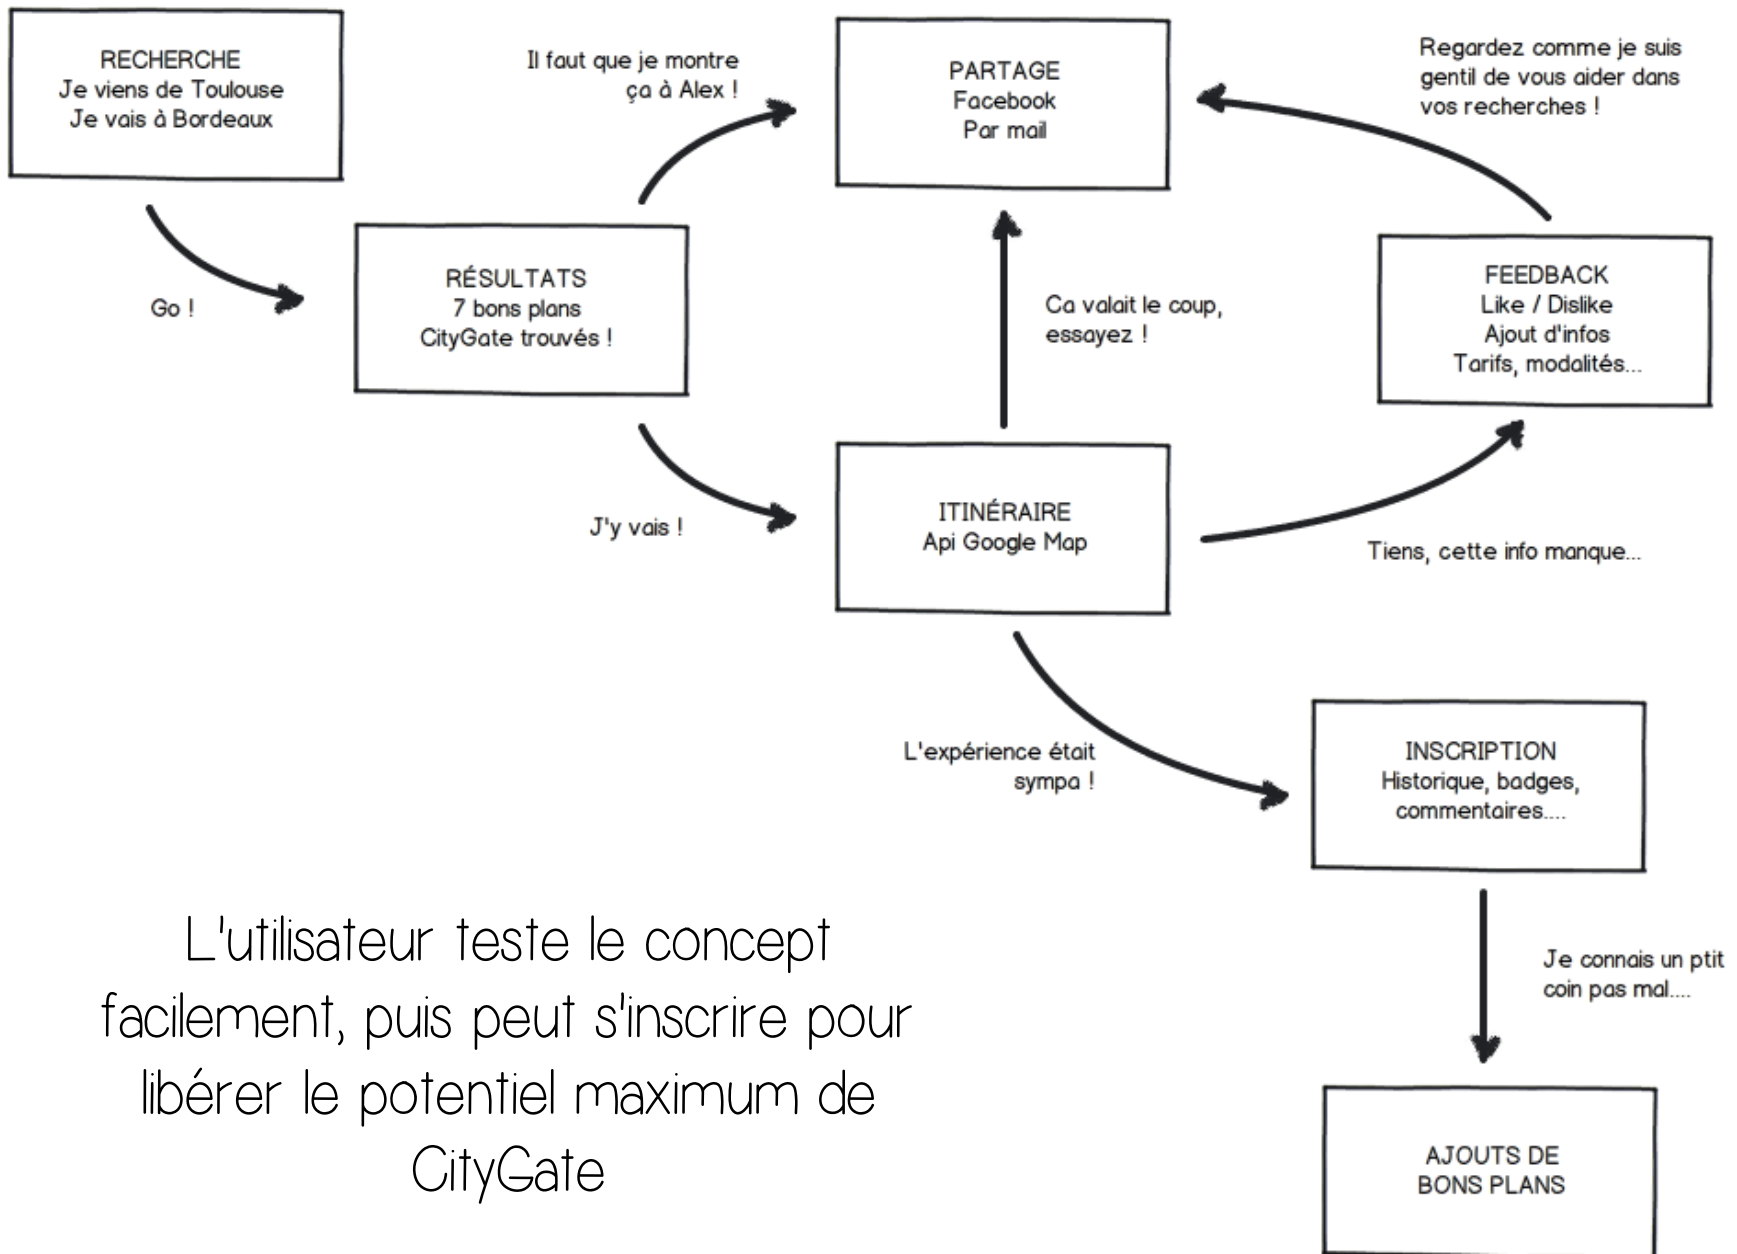 RECHERCHE
Je viens de Toulouse
Je vais à Bordeaux
Go !
RÉSULTATS
7 bons plans
CityGate trouvés !
Il faut que je montre
ça à Alex !
PARTAGE
Facebook
Par mail
Regardez comme je suis
gentil de vous aider dans
vos recherches !
FEEDBACK
Like / Dislike
Ajout d'infos
Tarifs, modalités...
Ca valait le coup,
essayez !
J'y vais !
ITINÉRAIRE
Api Google Map
Tiens, cette info manque...
L'expérience était
sympa !
INSCRIPTION
Historique, badges,
commentaires....
Je connais un ptit
coin pas mal....
AJOUTS DE
BONS PLANS
L'utilisateur teste le concept
facilement, puis peut s'inscrire pour
libérer le potentiel maximum de
CityGate